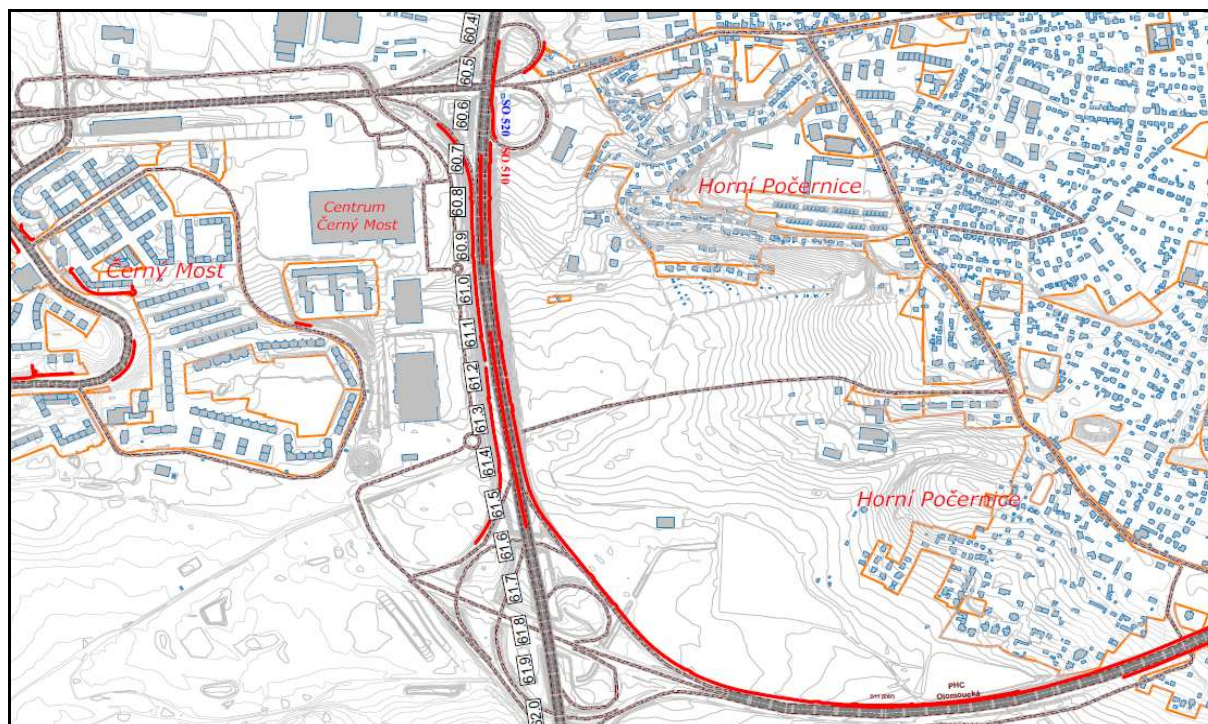 60.4
60.5
60.6
SO 520
SO 510
60.7
60.8
Horní Počernice
Centrum
Černý Most
60.9
Černý Most
61.0
61.1
61.2
61.3
61.4
61.5
Horní Počernice
61.6
61.7
61.8
61.9
62.0
PHC
Olomoucká